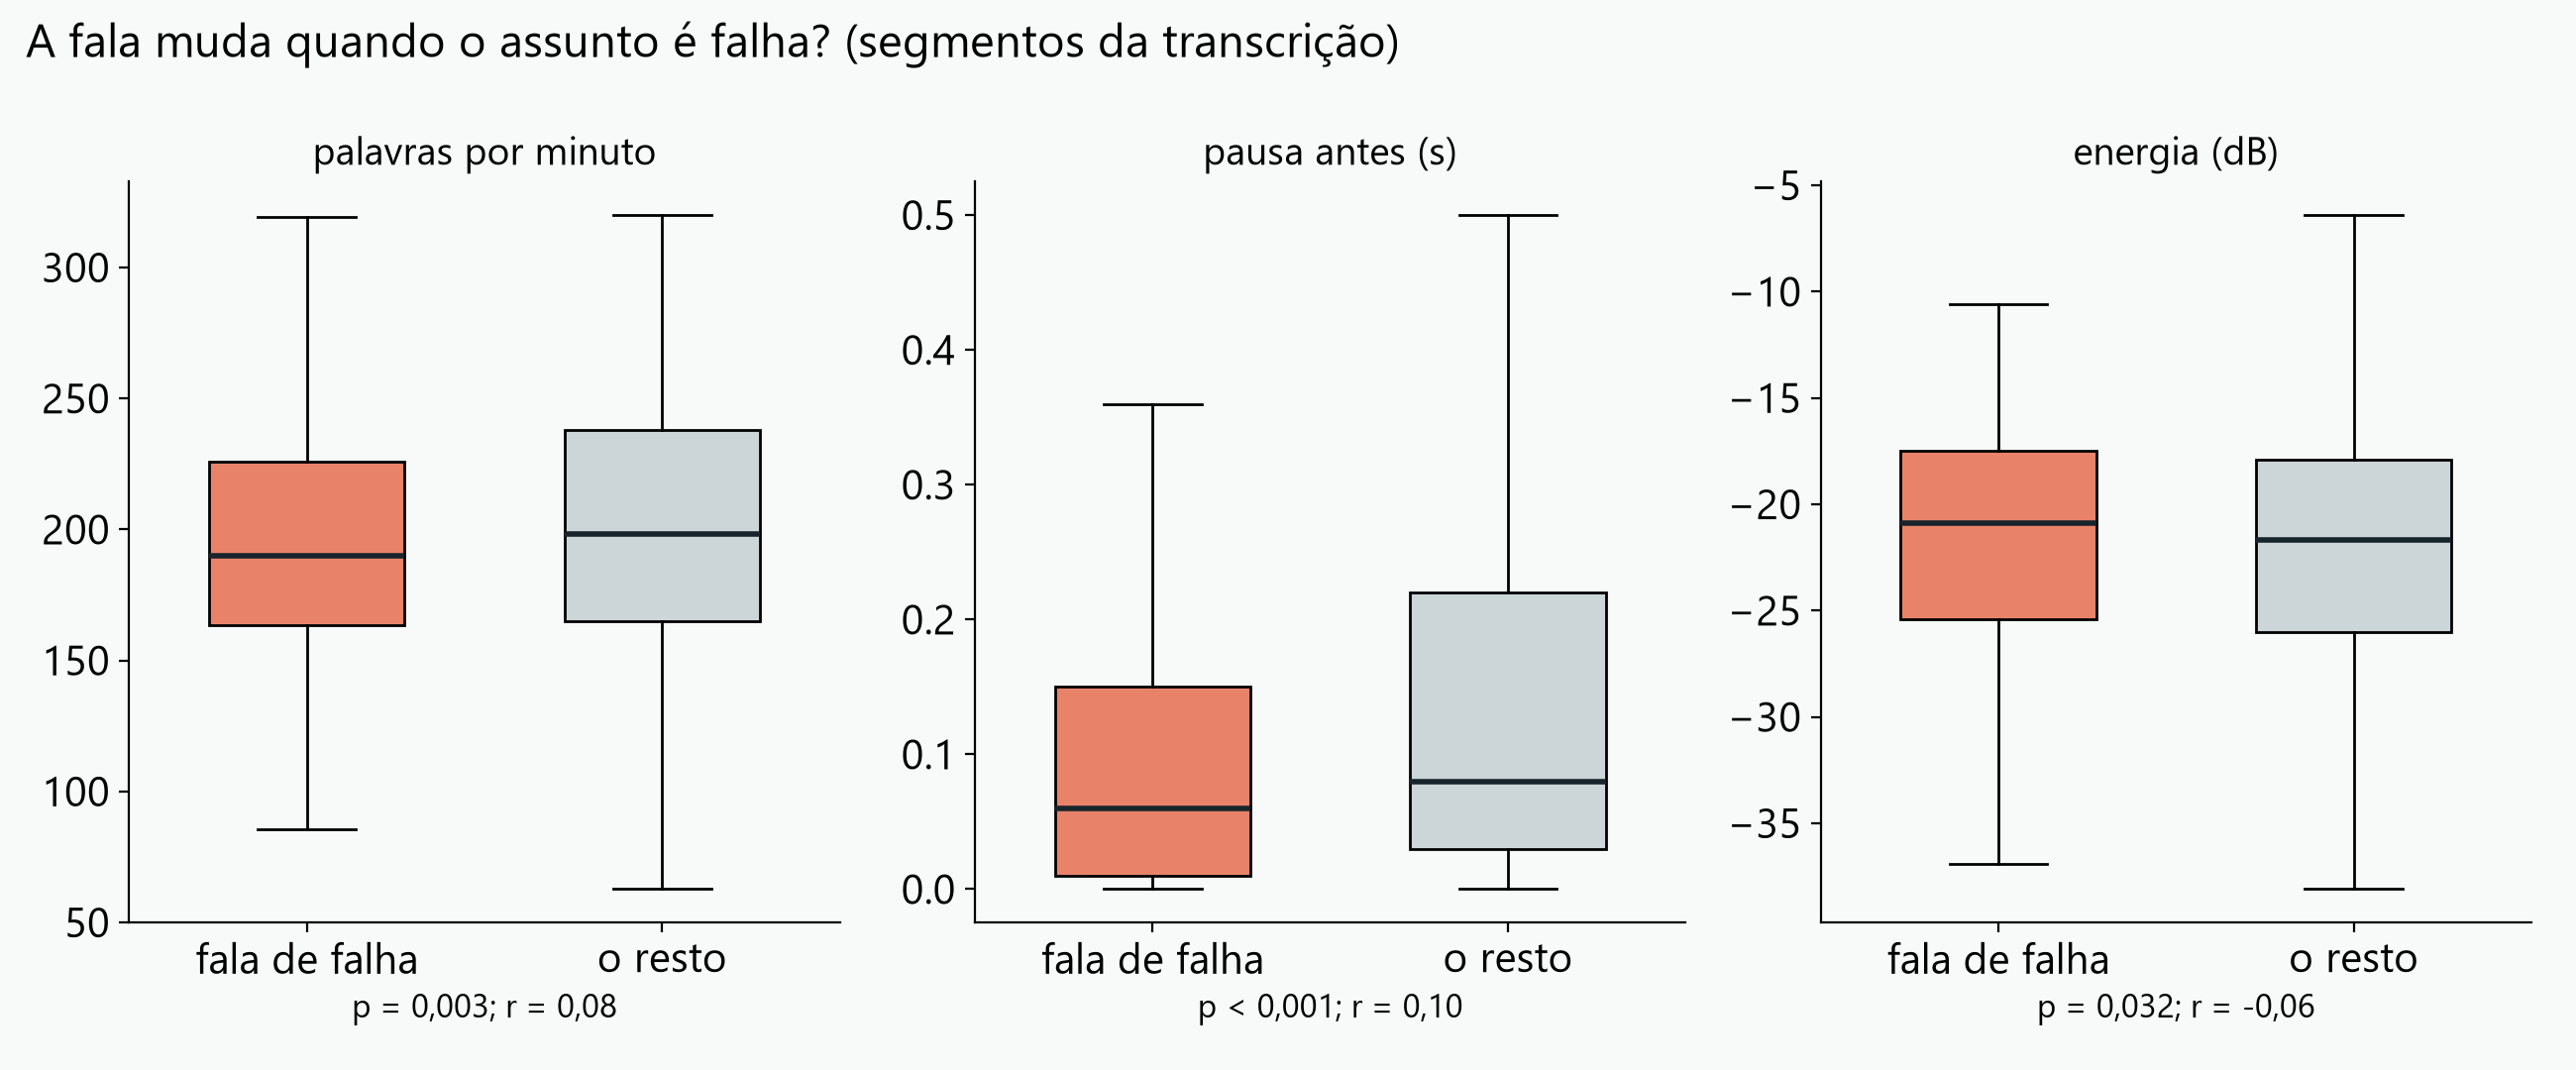 A fala muda quando o assunto é falha? (segmentos da transcrição)
palavras por minuto
300
250
200
150
100
50
fala de falha
o resto
p = 0,003; r = 0,08
pausa antes (s)
0.5
0.4
0.3
0.2
0.1
0.0
fala de falha
o resto
p < 0,001; r = 0,10
energia (dB)
−5
−10
−15
−20
−25
−30
−35
fala de falha
o resto
p = 0,032; r = -0,06